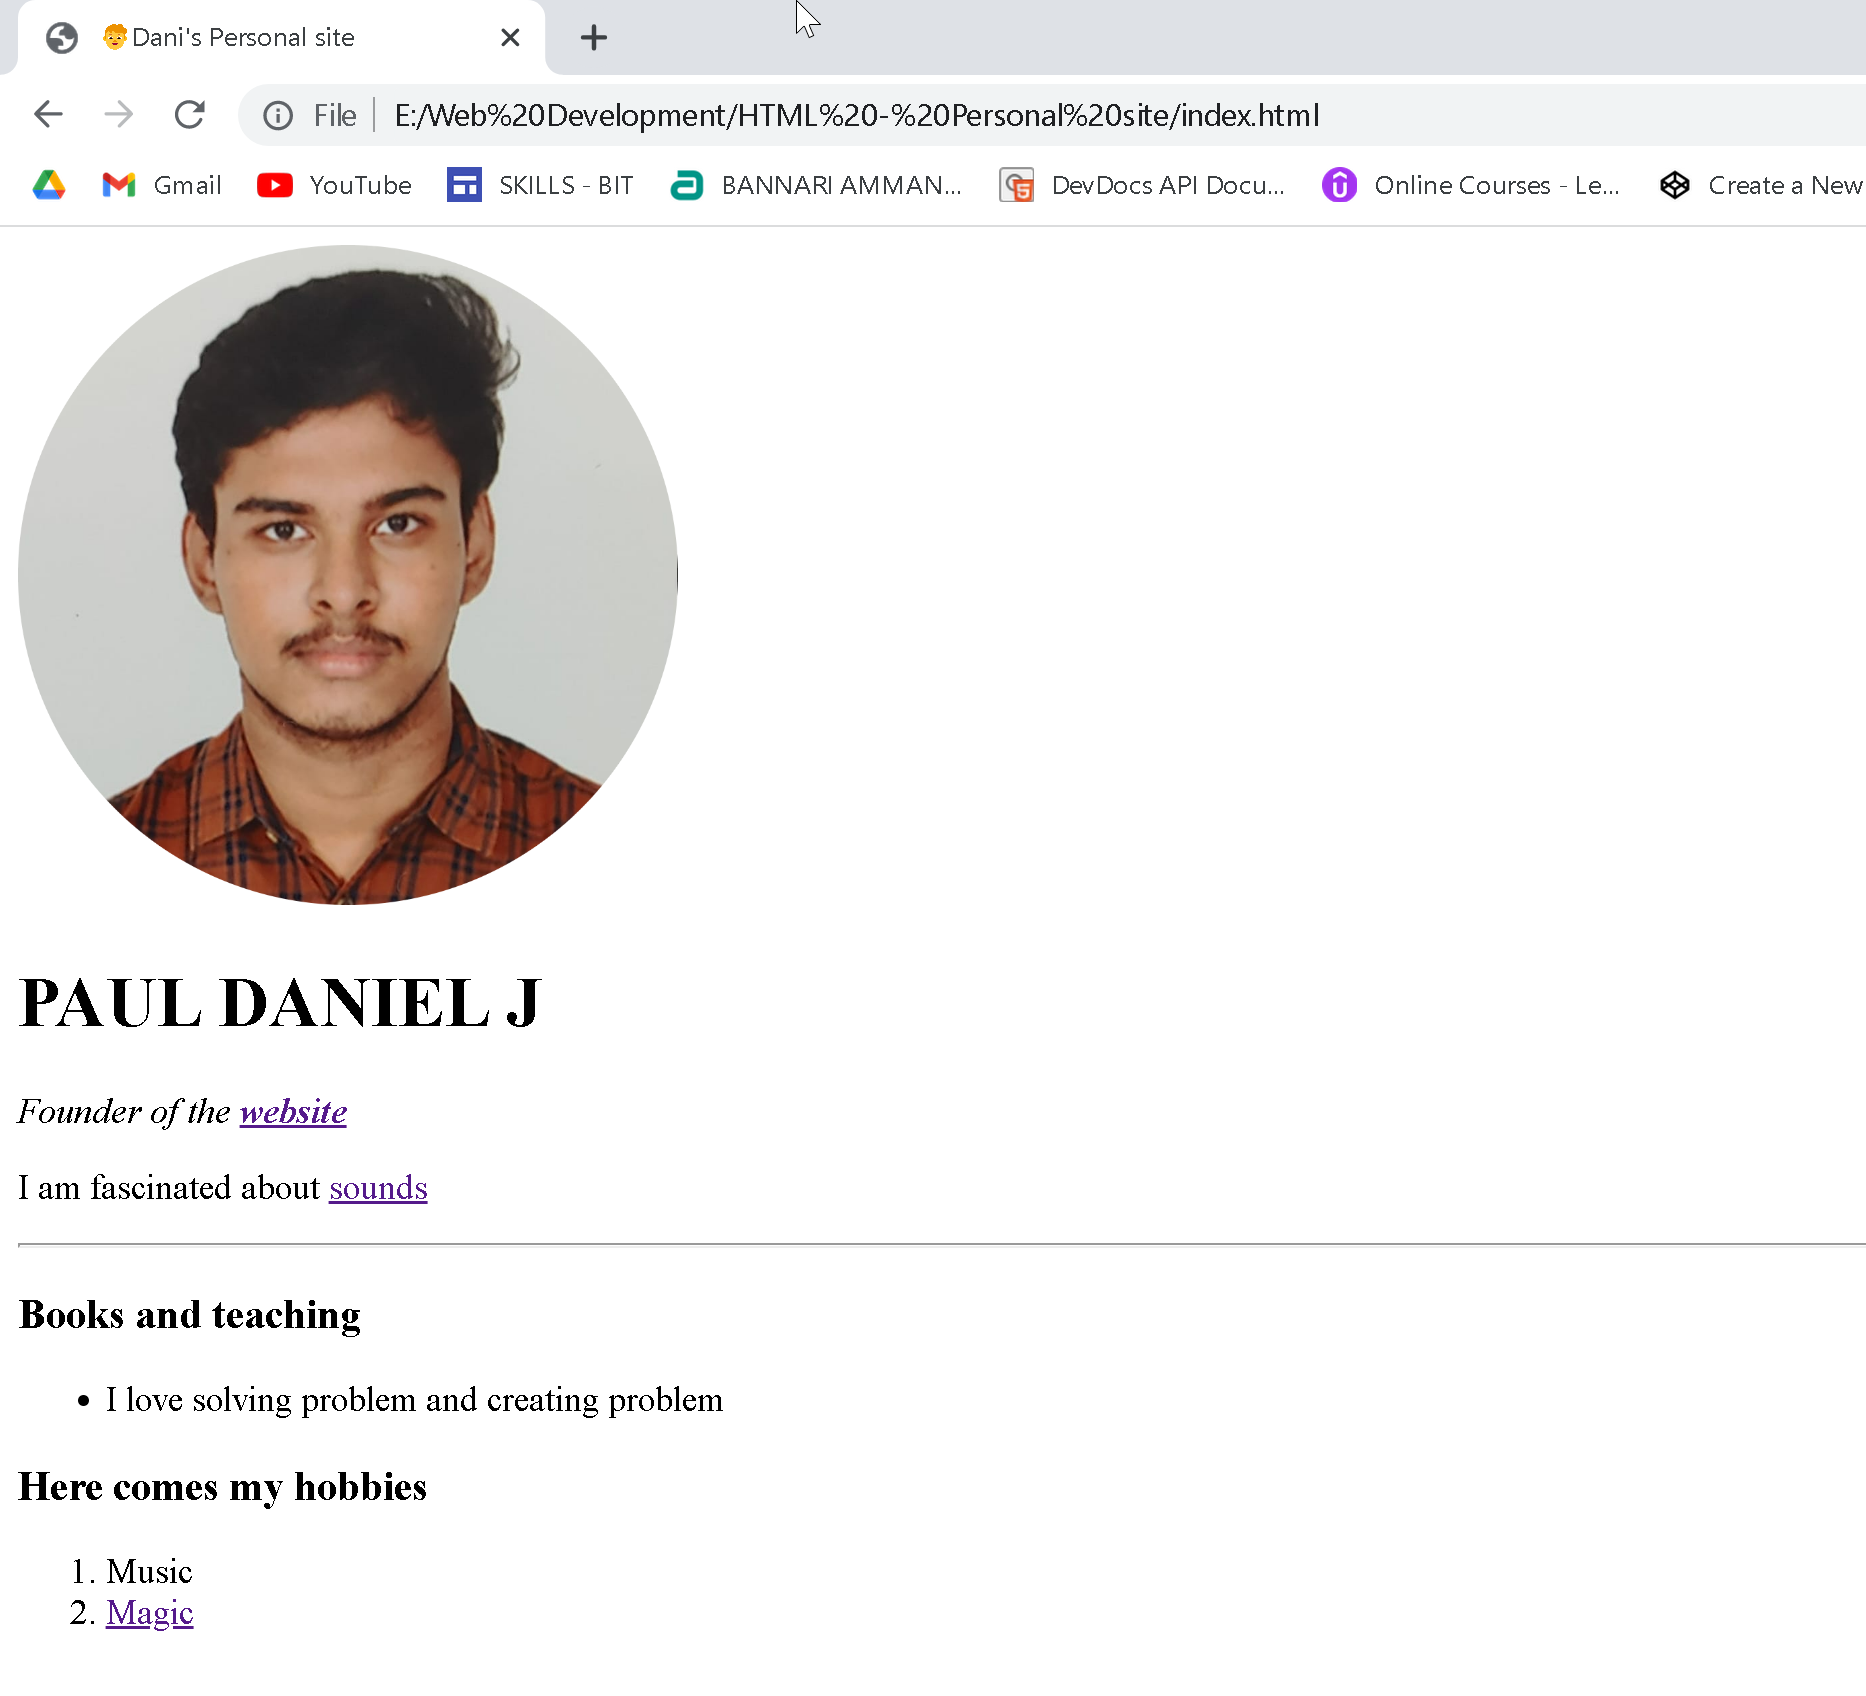 🧒Dani's Personal site
File E:/Web%20Development/HTML%20-%20Personal%20site/index.html
Gmail YouTube SKILLS - BIT BANNARI AMMAN... DevDocs API Docu... Online Courses - Le... Create a New
PAUL DANIEL J
Founder of the website
I am fascinated about sounds
Books and teaching
• I love solving problem and creating problem
Here comes my hobbies
1. Music
2. Magic